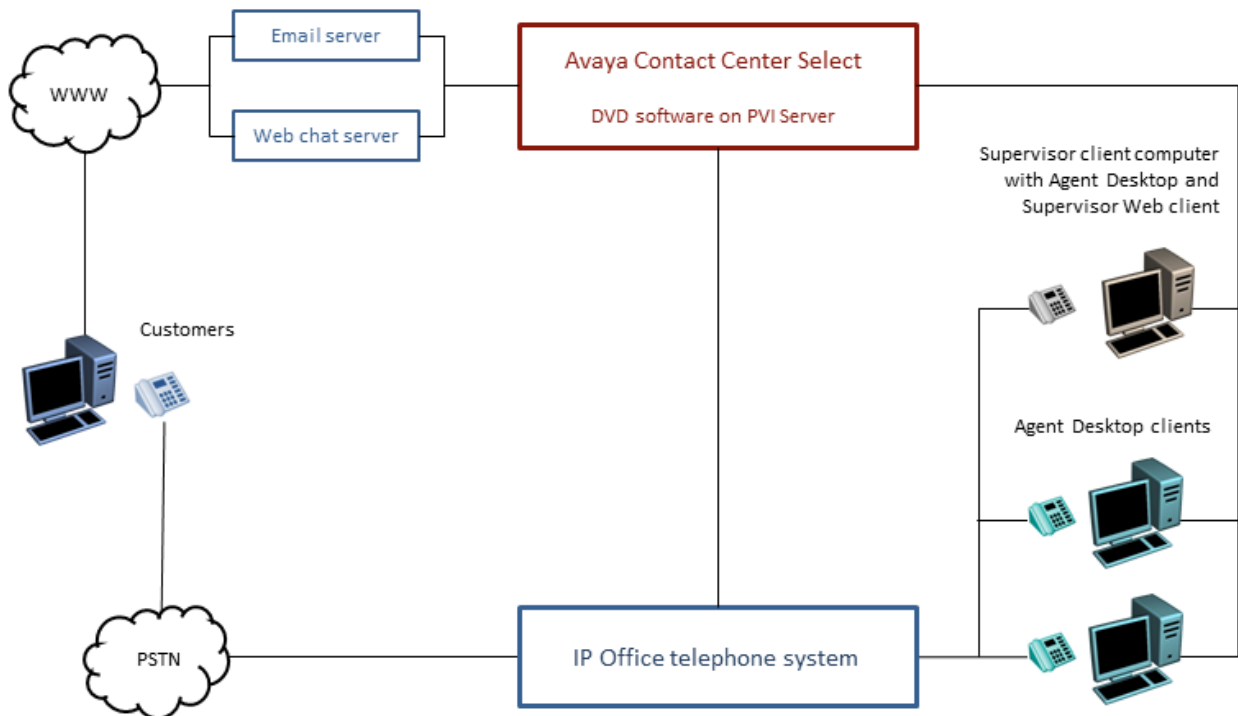 Email server
WWW
Web chat server
Avaya Contact Center Select
DVD software on PVI Server
Supervisor client computer
with Agent Desktop and
Supervisor Web client
Customers
Agent Desktop clients
PSTN
IP Office telephone system